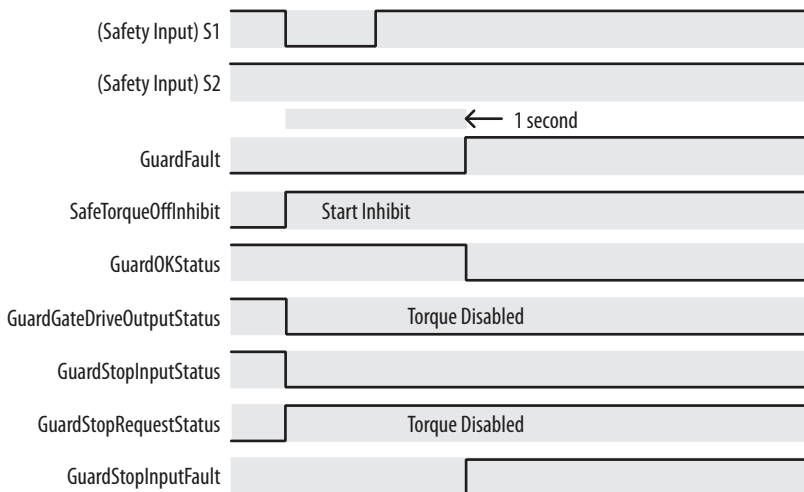 (Safety Input) S1
(Safety Input) S2
1 second
GuardFault
SafeTorqueOffInhibit
Start Inhibit
GuardOKStatus
GuardGateDriveOutputStatus
Torque Disabled
GuardStopInputStatus
GuardStopRequestStatus
Torque Disabled
GuardStopInputFault